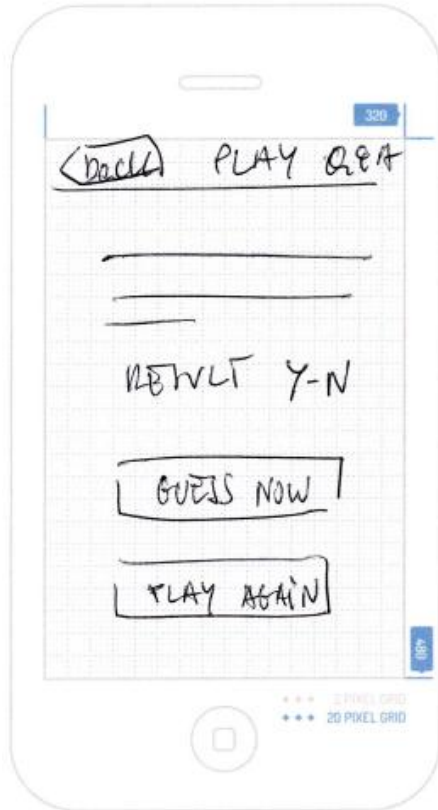 320
back PLAY Q&A
RESULT Y-N
GUESS NOW
PLAY AGAIN
480
20 PIXEL GRID